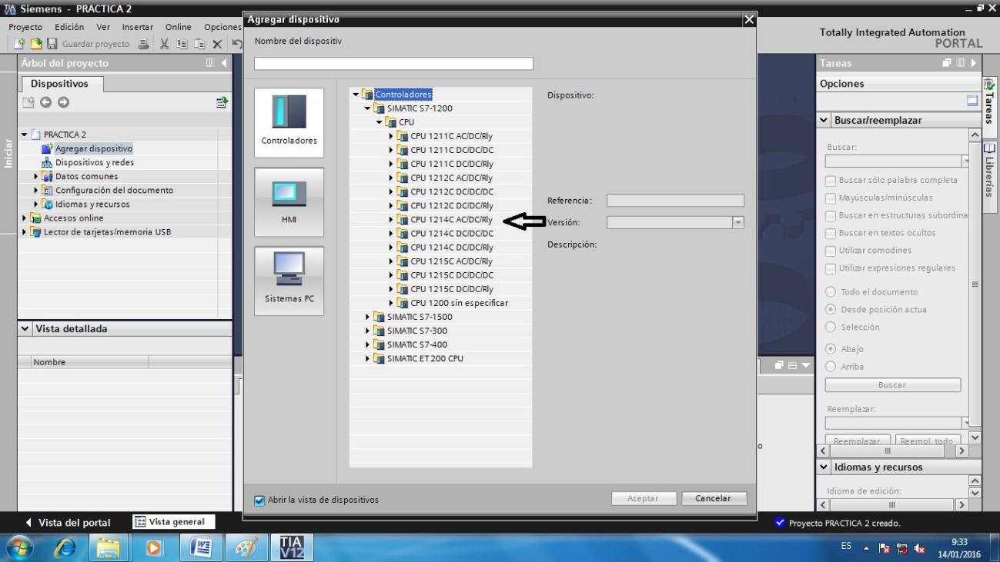 Siemens - PRACTICA 2
Proyecto Edición Ver Insertar Online Opciones
Guardar proyecto
Totally Integrated Automation
PORTAL
Árbol del proyecto
Dispositivos
Iniciar
PRACTICA 2
Agregar dispositivo
Dispositivos y redes
Datos comunes
Configuración del documento
Idiomas y recursos
Accesos online
Lector de tarjetas/memoria USB
Vista detallada
Nombre
Agregar dispositivo
Nombre del dispositiv
Controladores
HMI
Sistemas PC
Controladores
SIMATIC S7-1200
CPU
CPU 1211C AC/DC/Rly
CPU 1211C DC/DC/DC
CPU 1211C DC/DC/Rly
CPU 1212C AC/DC/Rly
CPU 1212C DC/DC/DC
CPU 1212C DC/DC/Rly
CPU 1214C AC/DC/Rly
CPU 1214C DC/DC/DC
CPU 1214C DC/DC/Rly
CPU 1215C AC/DC/Rly
CPU 1215C DC/DC/DC
CPU 1215C DC/DC/Rly
CPU 1200 sin especificar
SIMATIC S7-1500
SIMATIC S7-300
SIMATIC S7-400
SIMATIC ET 200 CPU
Dispositivo:
Referencia:
Versión:
Descripción:
Abrir la vista de dispositivos
Aceptar
Cancelar
o
Tareas
Opciones
Buscar/reemplazar
Buscar:
Buscar sólo palabra completa
Mayúsculas/minúsculas
Buscar en estructuras subordina
Buscar en textos ocultos
Utilizar comodines
Utilizar expresiones regulares
Todo el documento
Desde posición actua
Selección
Abajo
Arriba
Buscar
Reemplazar:
Reemplazar
Reempl. todo
Idiomas y recursos
Idioma de edición:
Tareas
Librerías
Vista del portal
Vista general
Proyecto PRACTICA 2 creado.
TIA
V12
ES
9:33
14/01/2016